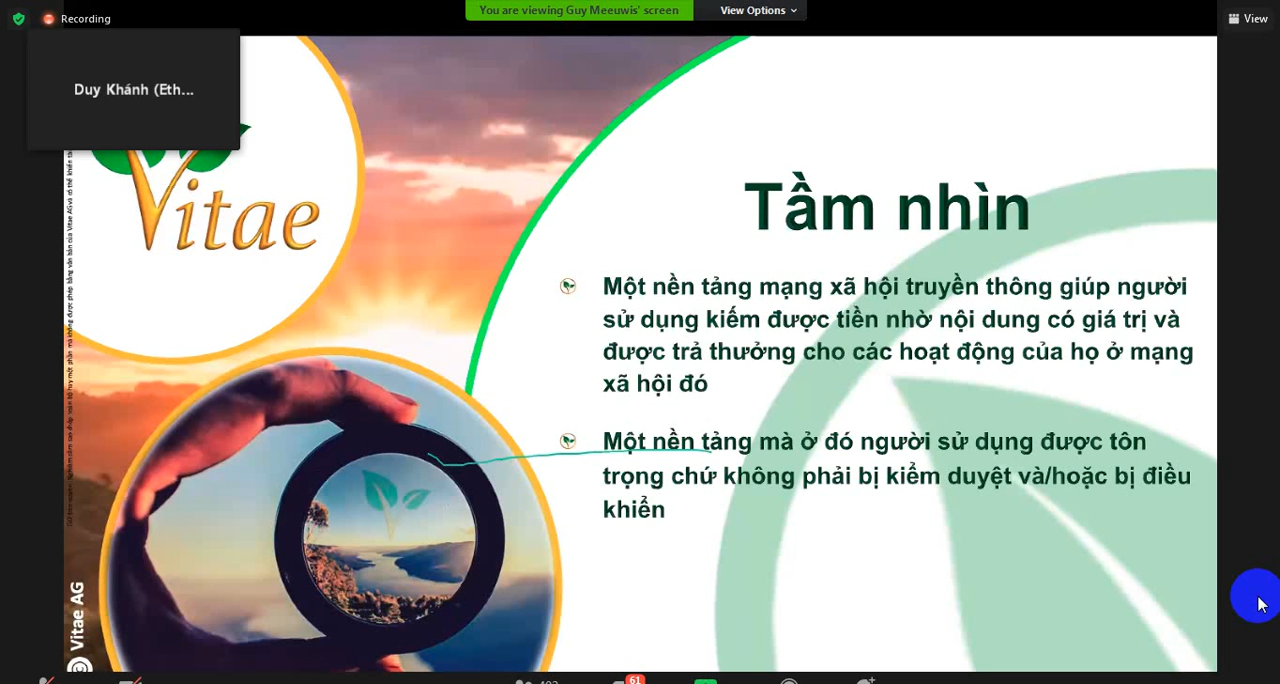 Recording
You are viewing Guy Meeuwis' screen
View Options
View
Duy Khánh (Eth...
Vitae
Tầm nhìn
Một nền tảng mạng xã hội truyền thông giúp người
sử dụng kiếm được tiền nhờ nội dung có giá trị và
được trả thưởng cho các hoạt động của họ ở mạng
xã hội đó
Một nền tảng mà ở đó người sử dụng được tôn
trọng chứ không phải bị kiểm duyệt và/hoặc bị điều
khiển
© Vitae AG
61